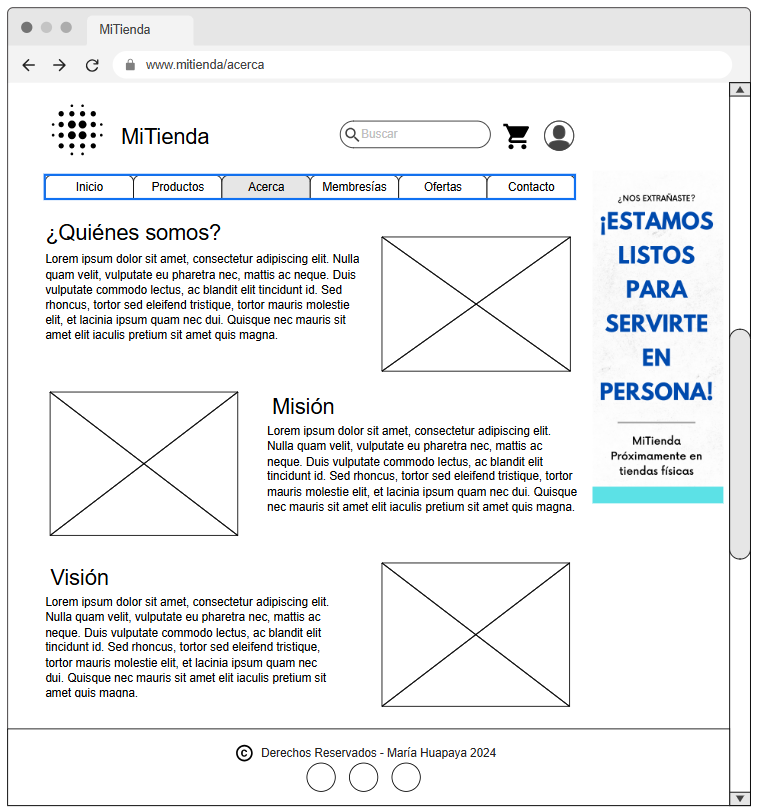 MiTienda
www.mitienda/acerca
MiTienda
Buscar
Inicio
Productos
Acerca
Membresías
Ofertas
Contacto
¿Quiénes somos?
Lorem ipsum dolor sit amet, consectetur adipiscing elit. Nulla
quam velit, vulputate eu pharetra nec, mattis ac neque. Duis
vulputate commodo lectus, ac blandit elit tincidunt id. Sed
rhoncus, tortor sed eleifend tristique, tortor mauris molestie
elit, et lacinia ipsum quam nec dui. Quisque nec mauris sit
amet elit iaculis pretium sit amet quis magna.
Misión
Lorem ipsum dolor sit amet, consectetur adipiscing elit.
Nulla quam velit, vulputate eu pharetra nec, mattis ac
neque. Duis vulputate commodo lectus, ac blandit elit
tincidunt id. Sed rhoncus, tortor sed eleifend tristique, tortor
mauris molestie elit, et lacinia ipsum quam nec dui. Quisque
nec mauris sit amet elit iaculis pretium sit amet quis magna.
Visión
Lorem ipsum dolor sit amet, consectetur adipiscing elit.
Nulla quam velit, vulputate eu pharetra nec, mattis ac
neque. Duis vulputate commodo lectus, ac blandit elit
tincidunt id. Sed rhoncus, tortor sed eleifend tristique,
tortor mauris molestie elit, et lacinia ipsum quam nec
dui. Quisque nec mauris sit amet elit iaculis pretium sit
amet quis magna.
¿NOS EXTRAÑASTE?
¡ESTAMOS
LISTOS
PARA
SERVIRTE
EN
PERSONA!
MiTienda
Próximamente en
tiendas físicas
© Derechos Reservados - María Huapaya 2024